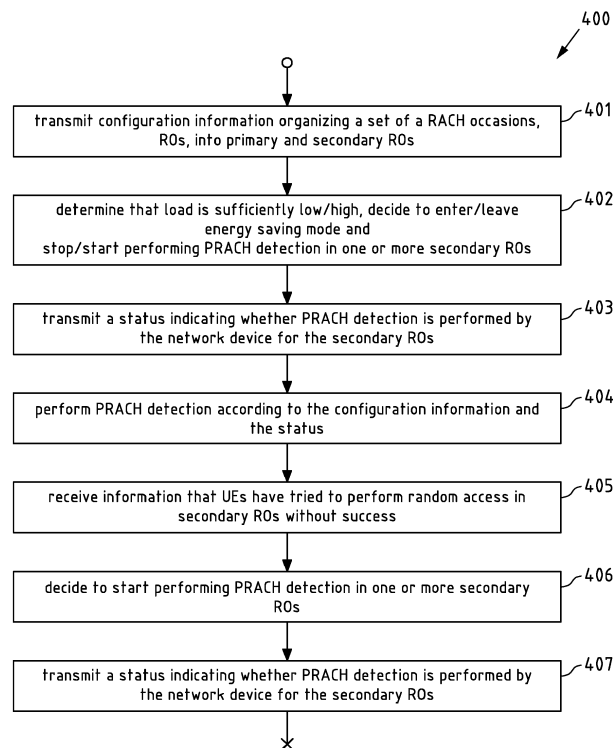 400
transmit configuration information organizing a set of a RACH occasions,
ROs, into primary and secondary ROs
401
determine that load is sufficiently low/high, decide to enter/leave
energy saving mode and
stop/start performing PRACH detection in one or more secondary ROs
402
transmit a status indicating whether PRACH detection is performed by
the network device for the secondary ROs
403
perform PRACH detection according to the configuration information and
the status
404
receive information that UEs have tried to perform random access in
secondary ROs without success
405
decide to start performing PRACH detection in one or more secondary
ROs
406
transmit a status indicating whether PRACH detection is performed by
the network device for the secondary ROs
407